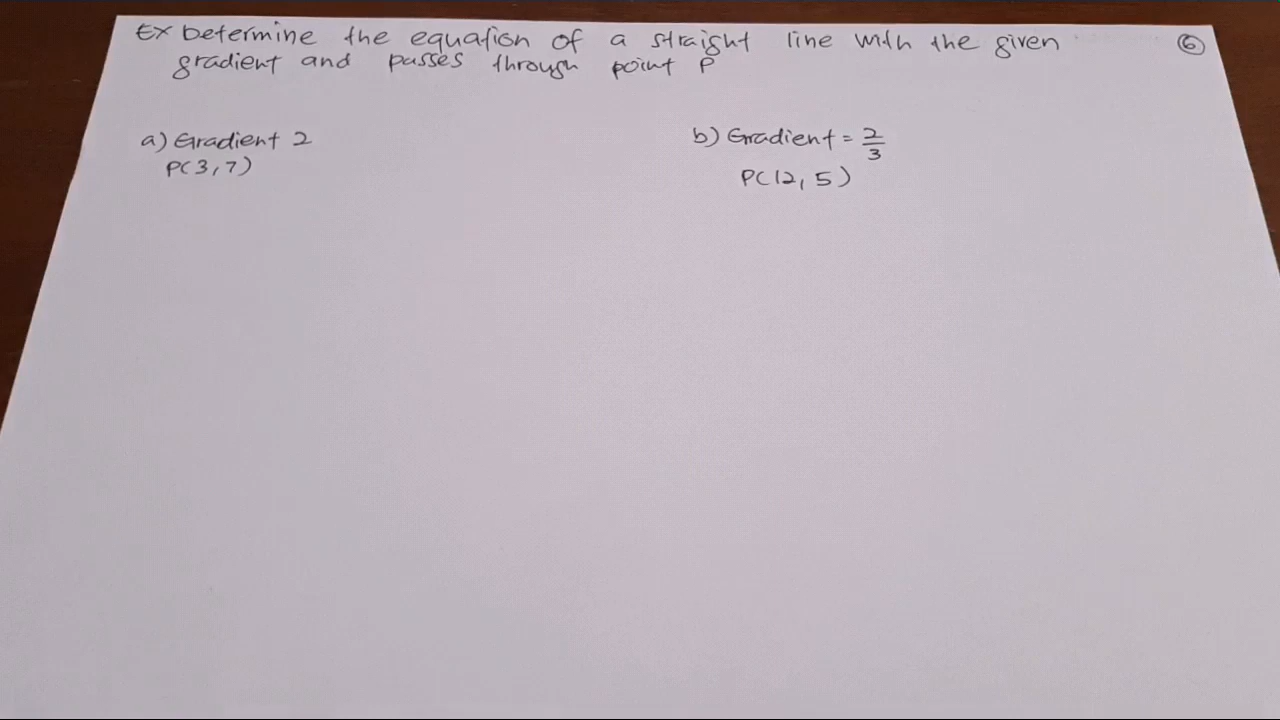 Ex Determine the equation of a straight line with the given
gradient and passes through point P
6
a) Gradient 2
P(3,7)
b) Gradient = 2/3
P(12, 5)